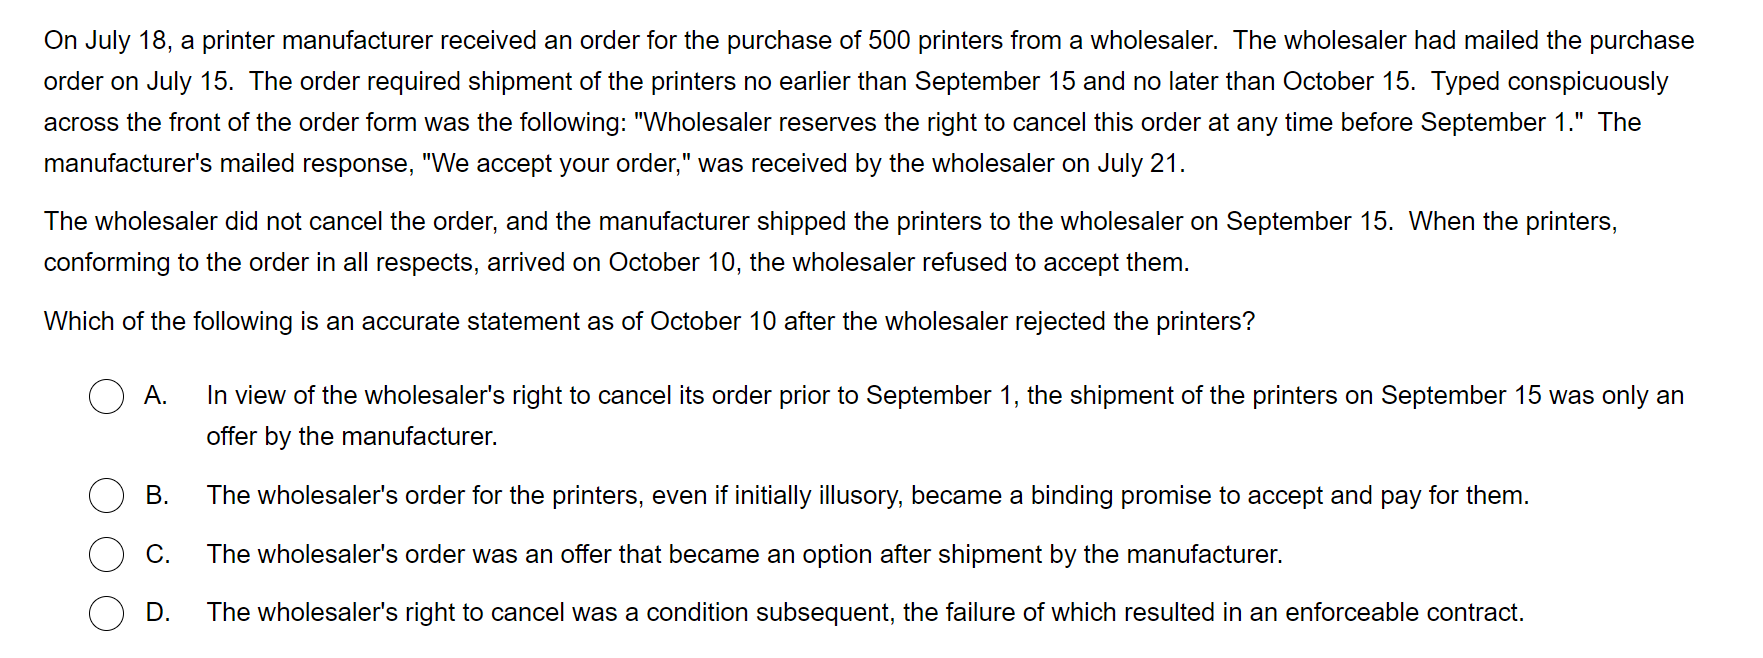 On July 18, a printer manufacturer received an order for the purchase of 500 printers from a wholesaler.  The wholesaler had mailed the purchase
order on July 15.  The order required shipment of the printers no earlier than September 15 and no later than October 15.  Typed conspicuously
across the front of the order form was the following: "Wholesaler reserves the right to cancel this order at any time before September 1."  The
manufacturer's mailed response, "We accept your order," was received by the wholesaler on July 21.
The wholesaler did not cancel the order, and the manufacturer shipped the printers to the wholesaler on September 15.  When the printers,
conforming to the order in all respects, arrived on October 10, the wholesaler refused to accept them.
Which of the following is an accurate statement as of October 10 after the wholesaler rejected the printers?
A. In view of the wholesaler's right to cancel its order prior to September 1, the shipment of the printers on September 15 was only an
offer by the manufacturer.
B. The wholesaler's order for the printers, even if initially illusory, became a binding promise to accept and pay for them.
C. The wholesaler's order was an offer that became an option after shipment by the manufacturer.
D. The wholesaler's right to cancel was a condition subsequent, the failure of which resulted in an enforceable contract.